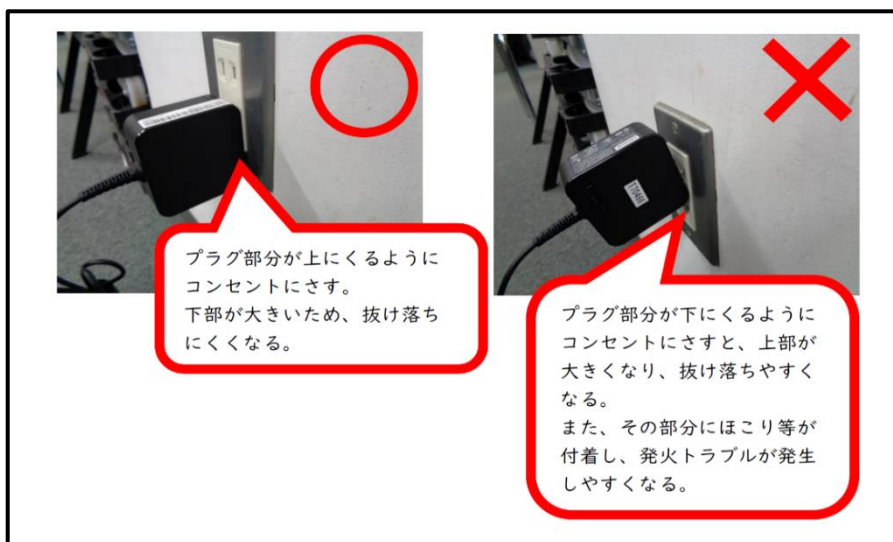 プラグ部分が上にくるように
コンセントにさす。
下部が大きいため、抜け落ち
にくくなる。
プラグ部分が下にくるように
コンセントにさすと、上部が
大きくなり、抜け落ちやすく
なる。
また、その部分にほこり等が
付着し、発火トラブルが発生
しやすくなる。